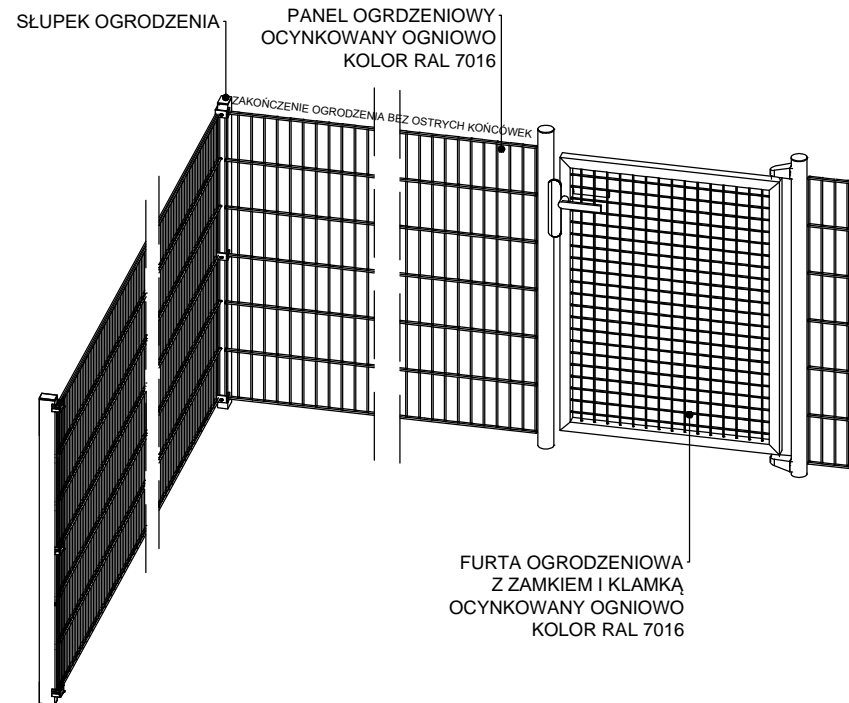 SŁUPEK OGRODZENIA
PANEL OGRDZENIOWY
OCYNKOWANY OGNIOWO
KOLOR RAL 7016
ZAKOŃCZENIE OGRODZENIA BEZ OSTRYCH KOŃCÓWEK
FURTA OGRODZENIOWA
Z ZAMKIEM I KLAMKĄ
OCYNKOWANY OGNIOWO
KOLOR RAL 7016